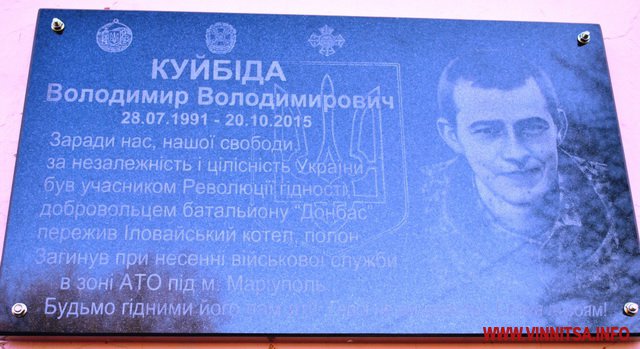 КУЙБІДА
Володимир Володимирович
28.07.1991 - 20.10.2015
Заради нас, нашої свободи,
за незалежність і цілісність України
був учасником Революції гідності,
добровольцем батальйону "Донбас"
пережив Іловайський котел, полон
Загинув при несенні військової служби
в зоні АТО під м. Маріуполь.
Будьмо гідними його
WWW.VINNITSA.INFO